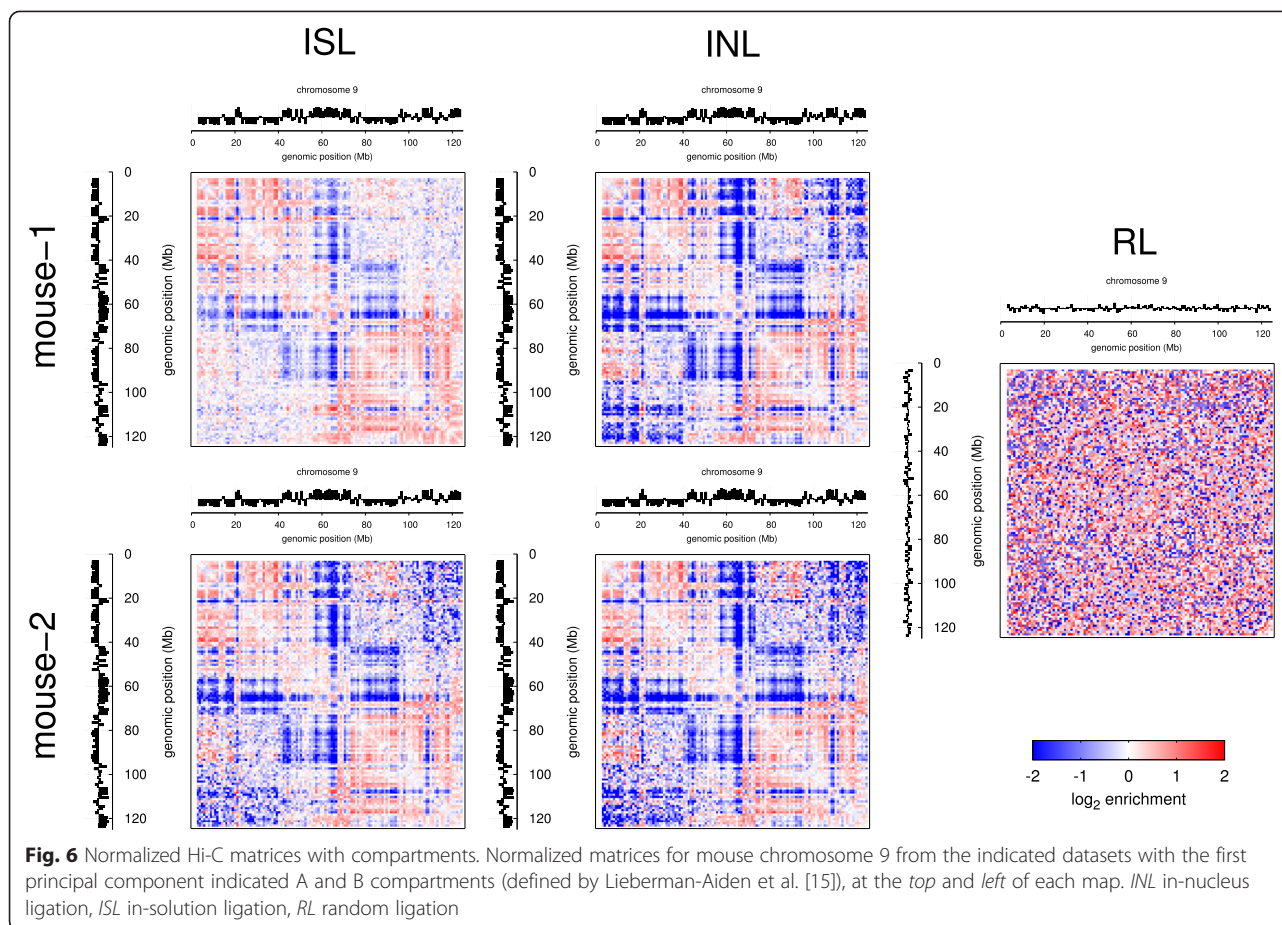 ISL
INL
chromosome 9
0 20 40 60 80 100 120
genomic position (Mb)
chromosome 9
0 20 40 60 80 100 120
genomic position (Mb)
mouse–1
0
20
40
60
80
100
120
genomic position (Mb)
0
20
40
60
80
100
120
genomic position (Mb)
RL
chromosome 9
0 20 40 60 80 100 120
genomic position (Mb)
0
20
40
60
80
100
120
genomic position (Mb)
chromosome 9
0 20 40 60 80 100 120
genomic position (Mb)
chromosome 9
0 20 40 60 80 100 120
genomic position (Mb)
mouse–2
0
20
40
60
80
100
120
genomic position (Mb)
0
20
40
60
80
100
120
genomic position (Mb)
-2 -1 0 1 2
log2 enrichment
Fig. 6 Normalized Hi-C matrices with compartments. Normalized matrices for mouse chromosome 9 from the indicated datasets with the first
principal component indicated A and B compartments (defined by Lieberman-Aiden et al. [15]), at the top and left of each map. INL in-nucleus
ligation, ISL in-solution ligation, RL random ligation